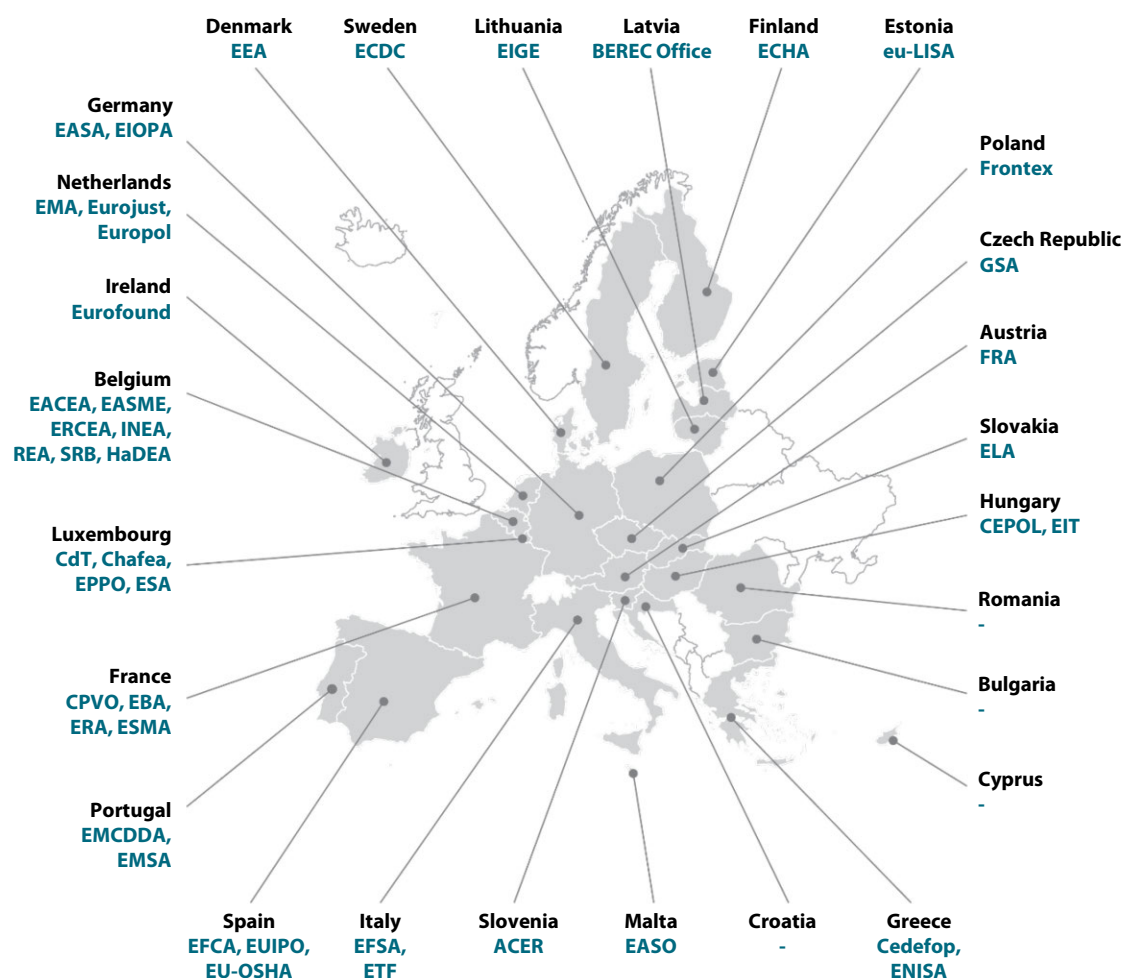 Denmark
EEA
Sweden
ECDC
Lithuania
EIGE
Latvia
BEREC Office
Finland
ECHA
Estonia
eu-LISA
Germany
EASA, EIOPA
Poland
Frontex
Netherlands
EMA, Eurojust,
Europol
Czech Republic
GSA
Ireland
Eurofound
Austria
FRA
Belgium
EACEA, EASME,
ERCEA, INEA,
REA, SRB, HaDEA
Slovakia
ELA
Hungary
CEPOL, EIT
Luxembourg
CdT, Chafea,
EPPO, ESA
Romania
-
France
CPVO, EBA,
ERA, ESMA
Bulgaria
-
Cyprus
-
Portugal
EMCDDA,
EMSA
Spain
EFCA, EUIPO,
EU-OSHA
Italy
EFSA,
ETF
Slovenia
ACER
Malta
EASO
Croatia
-
Greece
Cedefop,
ENISA